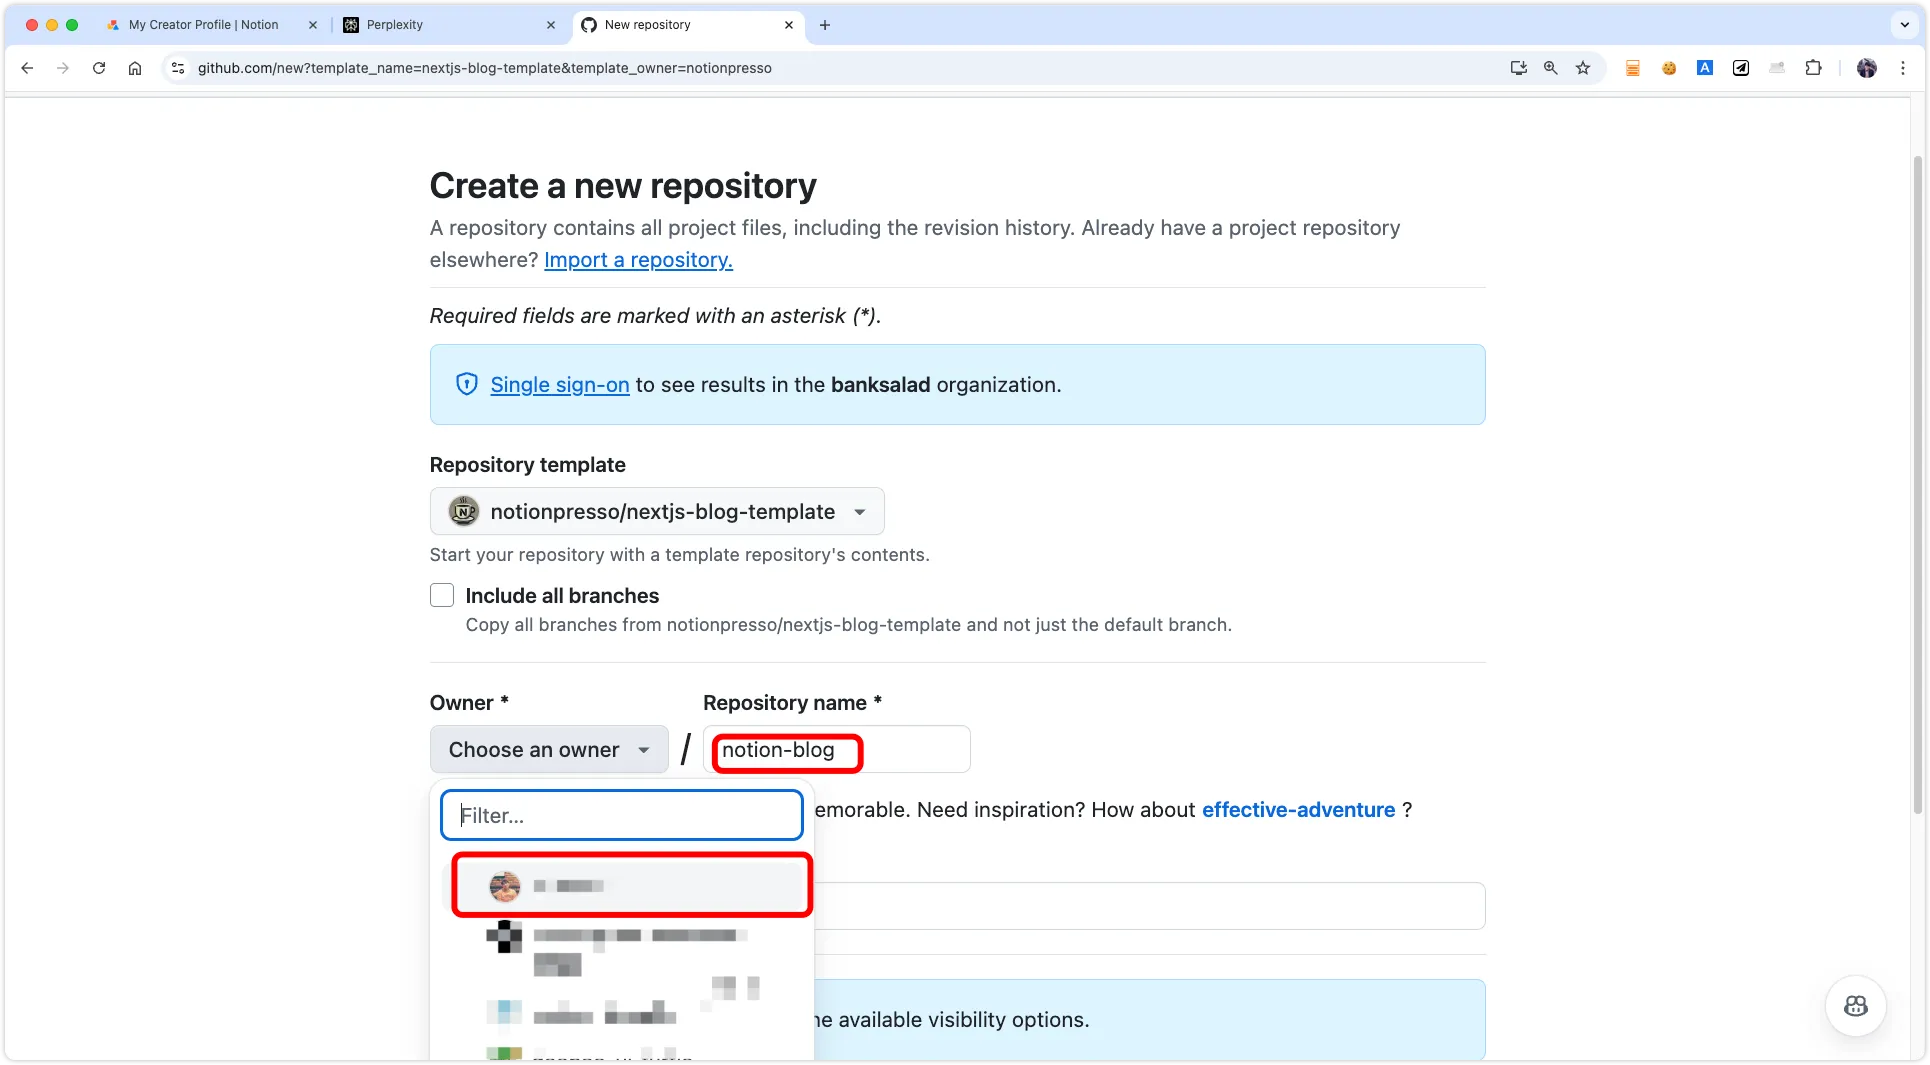 My Creator Profile | Notion
Perplexity
New repository
github.com/new?template_name=nextjs-blog-template&template_owner=notionpresso
Create a new repository
A repository contains all project files, including the revision history. Already have a project repository
elsewhere? Import a repository.
Required fields are marked with an asterisk (*).
Single sign-on to see results in the banksalad organization.
Repository template
notionpresso/nextjs-blog-template
Start your repository with a template repository's contents.
Include all branches
Copy all branches from notionpresso/nextjs-blog-template and not just the default branch.
Owner *
Repository name *
Choose an owner
/
notion-blog
Filter...
emorable. Need inspiration? How about effective-adventure ?
available visibility options.